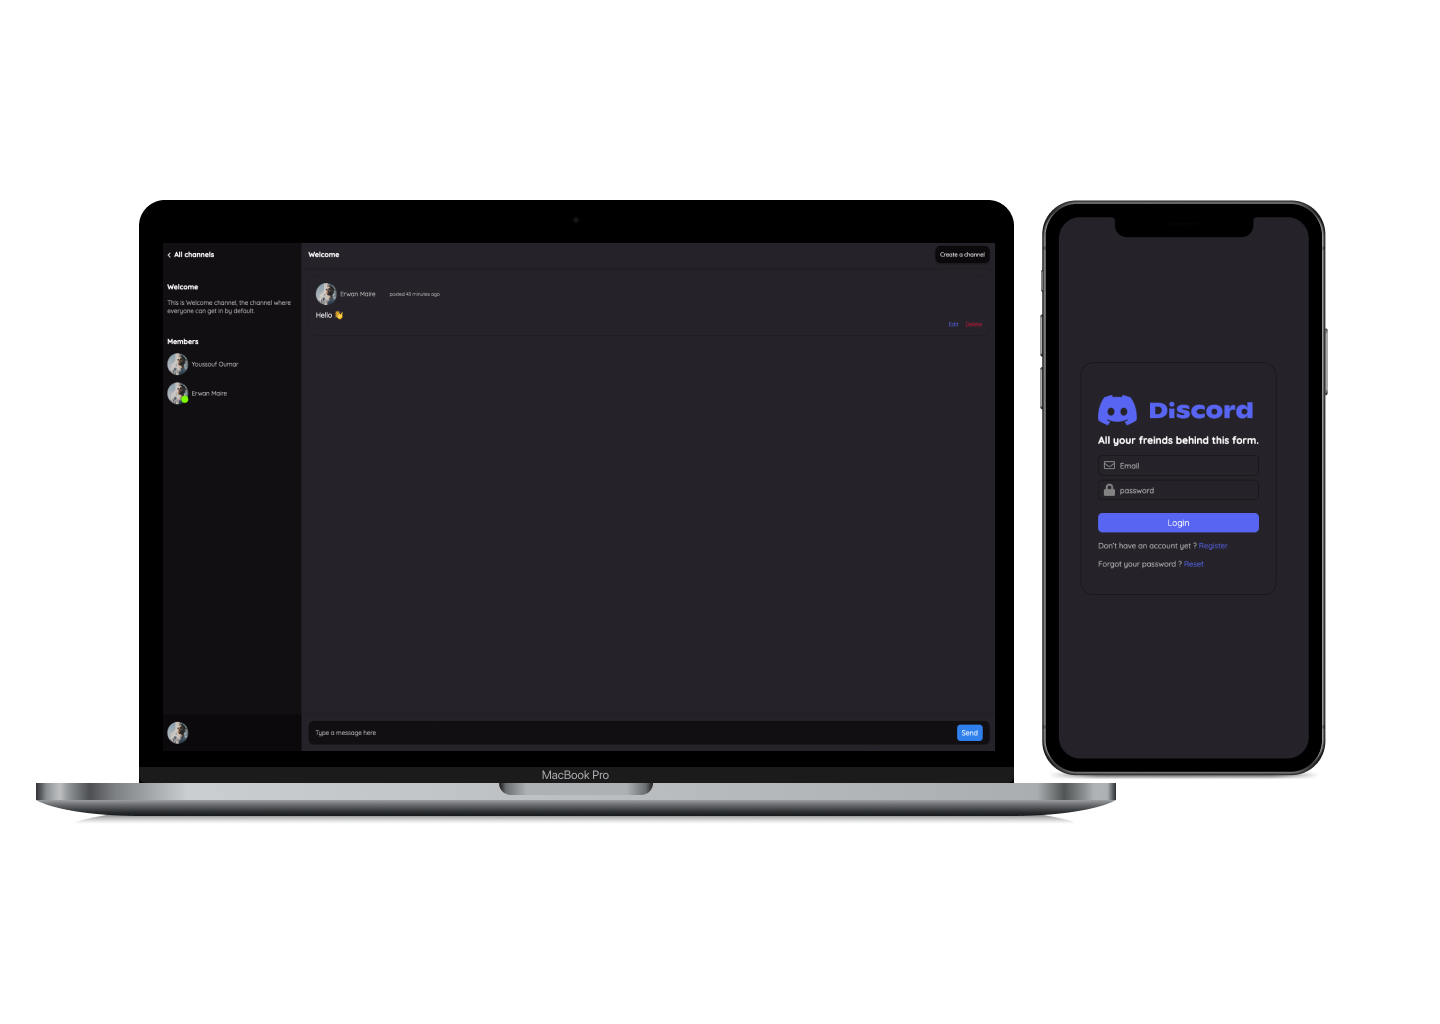 All channels
Welcome
This is Welcome channel, the channel where
everyone can get in by default.
Members
Youssouf Oumar
Erwan Maire
Welcome
Create a channel
Erwan Maire posted 43 minutes ago
Hello 👋
Edit Delete
Type a message here
Send
MacBook Pro
Discord
All your freinds behind this form.
Email
password
Login
Don't have an account yet ? Register
Forgot your password ? Reset